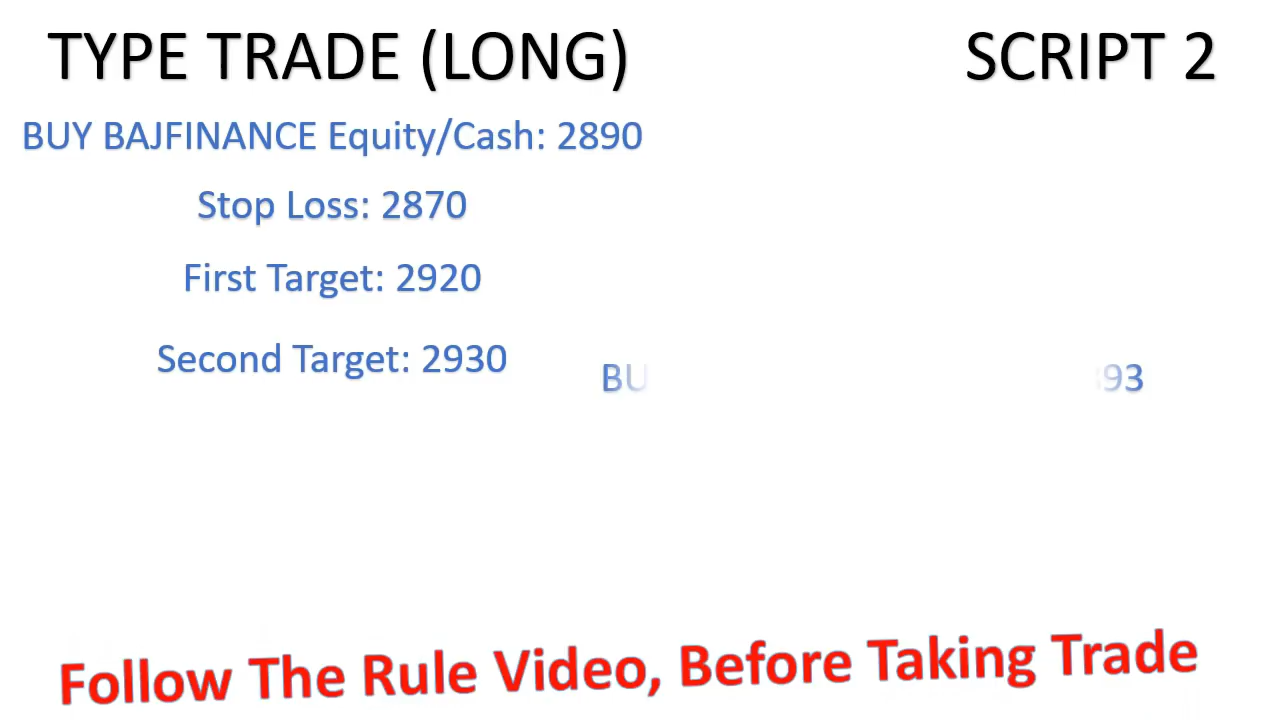 TYPE TRADE (LONG)
SCRIPT 2
BUY BAJFINANCE Equity/Cash: 2890
Stop Loss: 2870
First Target: 2920
Second Target: 2930
Follow The Rule Video, Before Taking Trade